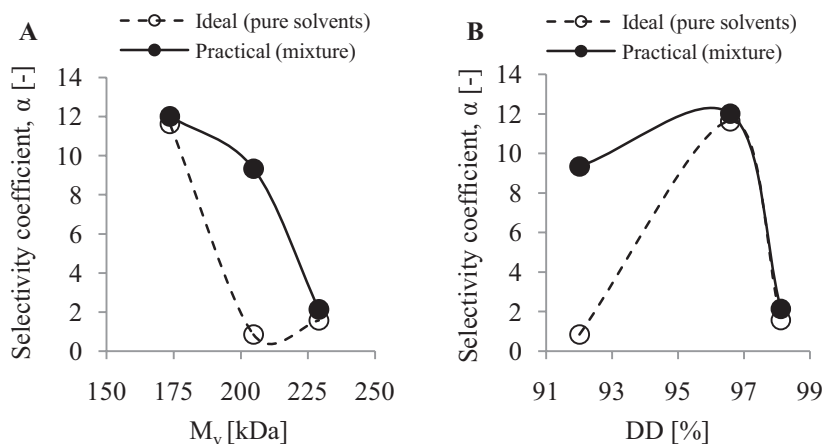 A
Ideal (pure solvents)
Practical (mixture)
Selectivity coefficient, α [-]
14
12
10
8
6
4
2
0
150 175 200 225 250
M_v [kDa]
B
Ideal (pure solvents)
Practical (mixture)
Selectivity coefficient, α [-]
14
12
10
8
6
4
2
0
91 93 95 97 99
DD [%]